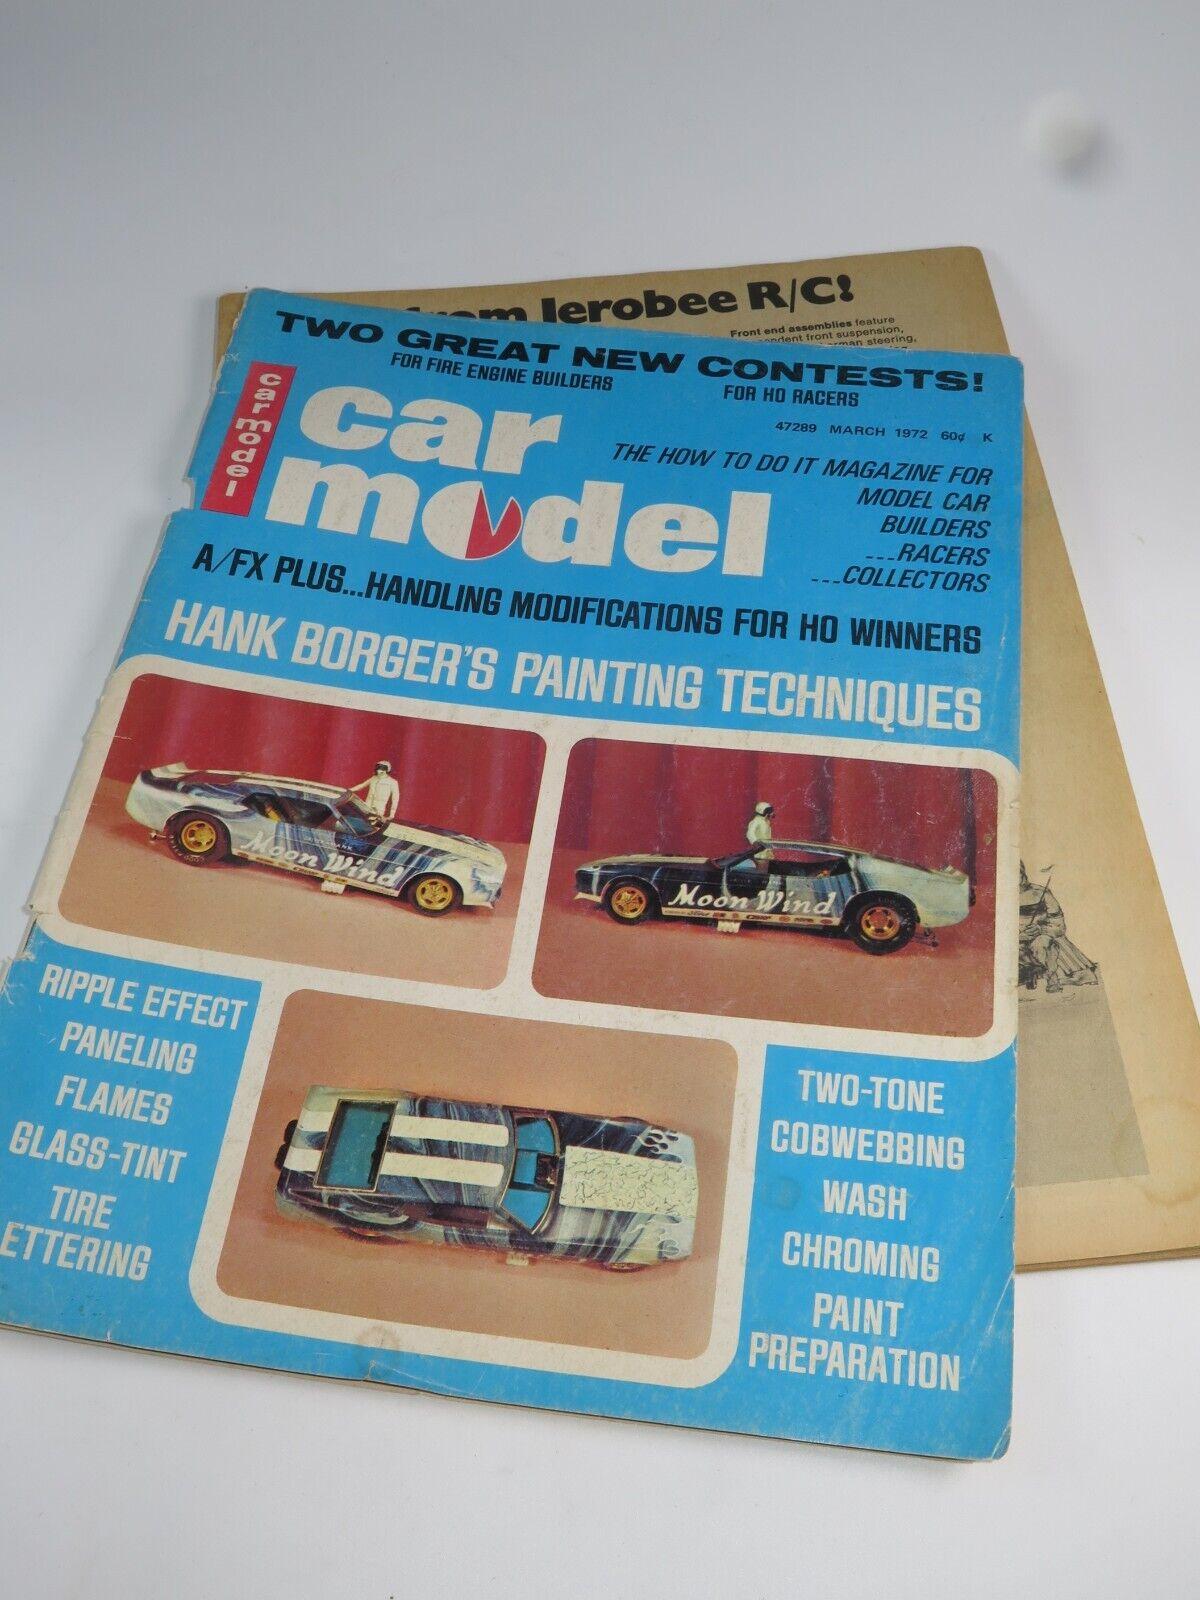 from Jerobee R/C!
Front end assemblies feature
front suspension,
steering,
TWO GREAT NEW CONTESTS!
FOR FIRE ENGINE BUILDERS
FOR HO RACERS
car model
car
model
47289 MARCH 1972 60¢ K
THE HOW TO DO IT MAGAZINE FOR
MODEL CAR
BUILDERS
...RACERS
...COLLECTORS
A/FX PLUS...HANDLING MODIFICATIONS FOR HO WINNERS
HANK BORGER'S PAINTING TECHNIQUES
Moon Wind
Moon Wind
RIPPLE EFFECT
PANELING
FLAMES
GLASS-TINT
TIRE
ETTERING
TWO-TONE
COBWEBBING
WASH
CHROMING
PAINT
PREPARATION